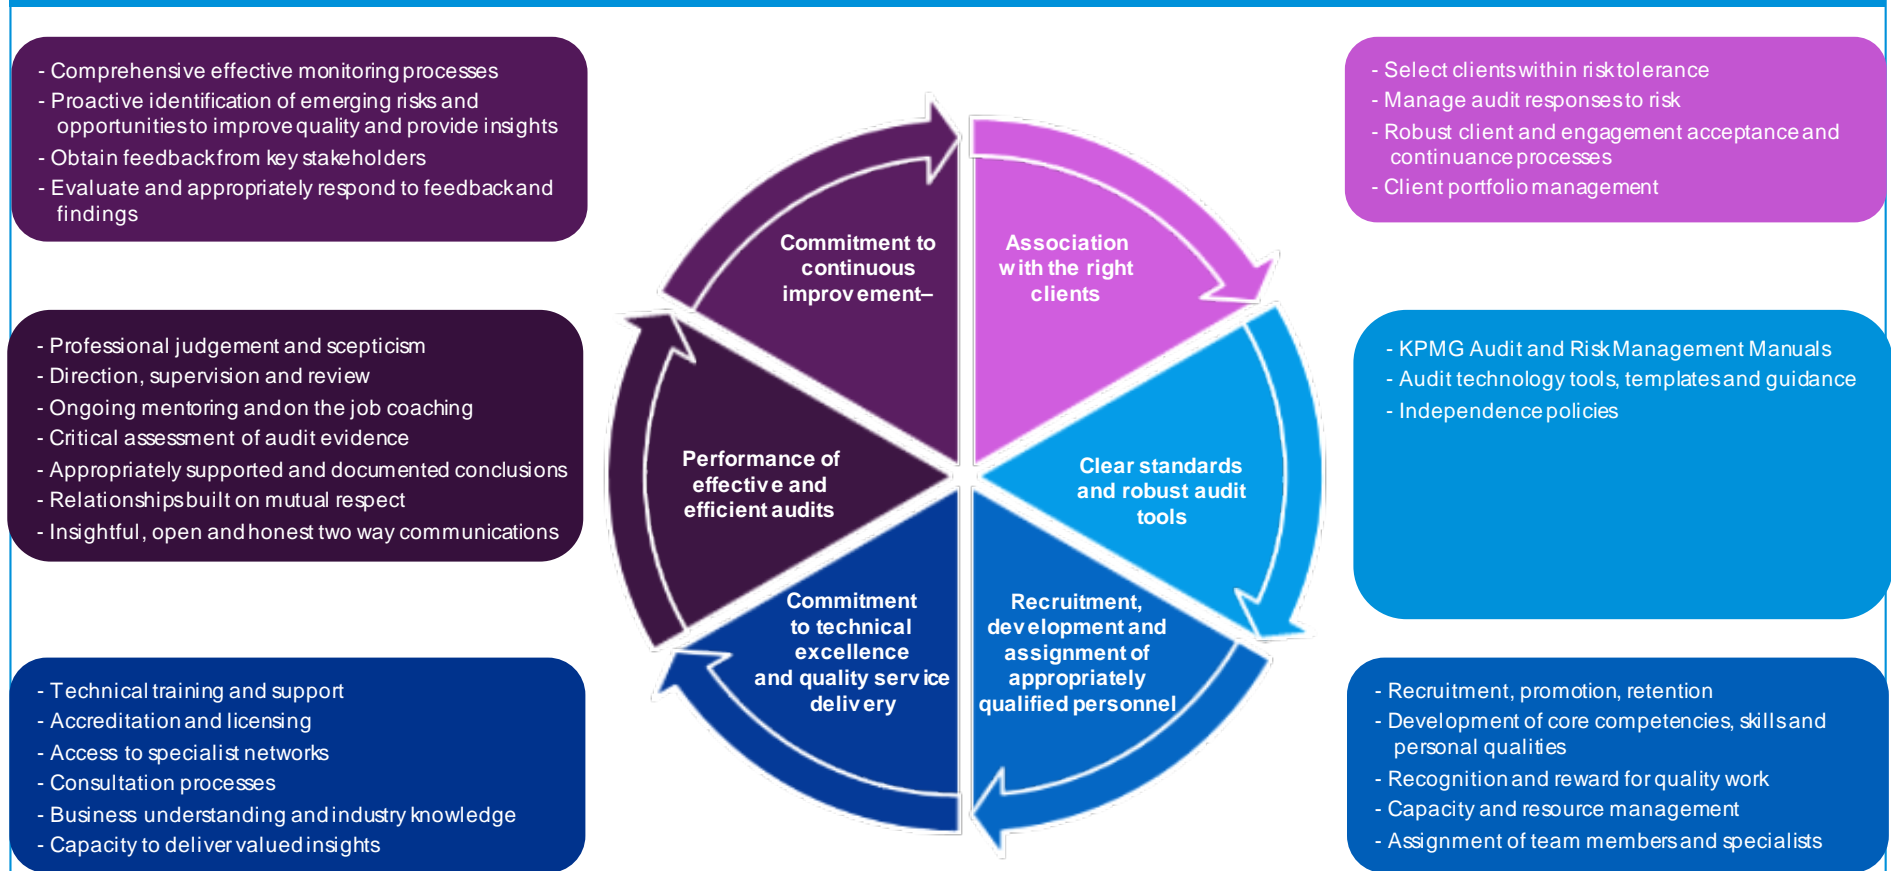 - Comprehensive effective monitoring processes
- Proactive identification of emerging risks and
opportunities to improve quality and provide insights
- Obtain feedback from key stakeholders
- Evaluate and appropriately respond to feedback and
findings
- Select clients within risk tolerance
- Manage audit responses to risk
- Robust client and engagement acceptance and
continuance processes
- Client portfolio management
Commitment to
continuous
improvement–
Association
with the right
clients
- Professional judgement and scepticism
- Direction, supervision and review
- Ongoing mentoring and on the job coaching
- Critical assessment of audit evidence
- Appropriately supported and documented conclusions
- Relationships built on mutual respect
- Insightful, open and honest two way communications
Performance of
effective and
efficient audits
Clear standards
and robust audit
tools
- KPMG Audit and Risk Management Manuals
- Audit technology tools, templates and guidance
- Independence policies
Commitment
to technical
excellence
and quality service
delivery
Recruitment,
development and
assignment of
appropriately
qualified personnel
- Technical training and support
- Accreditation and licensing
- Access to specialist networks
- Consultation processes
- Business understanding and industry knowledge
- Capacity to deliver valued insights
- Recruitment, promotion, retention
- Development of core competencies, skills and
personal qualities
- Recognition and reward for quality work
- Capacity and resource management
- Assignment of team members and specialists